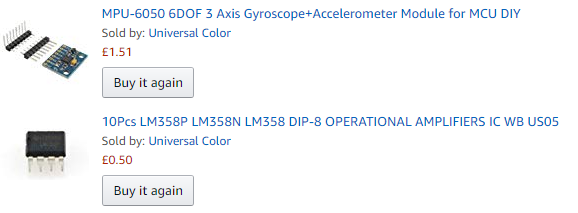 MPU-6050 6DOF 3 Axis Gyroscope+Accelerometer Module for MCU DIY
Sold by: Universal Color
£1.51
Buy it again
10Pcs LM358P LM358N LM358 DIP-8 OPERATIONAL AMPLIFIERS IC WB US05
Sold by: Universal Color
£0.50
Buy it again